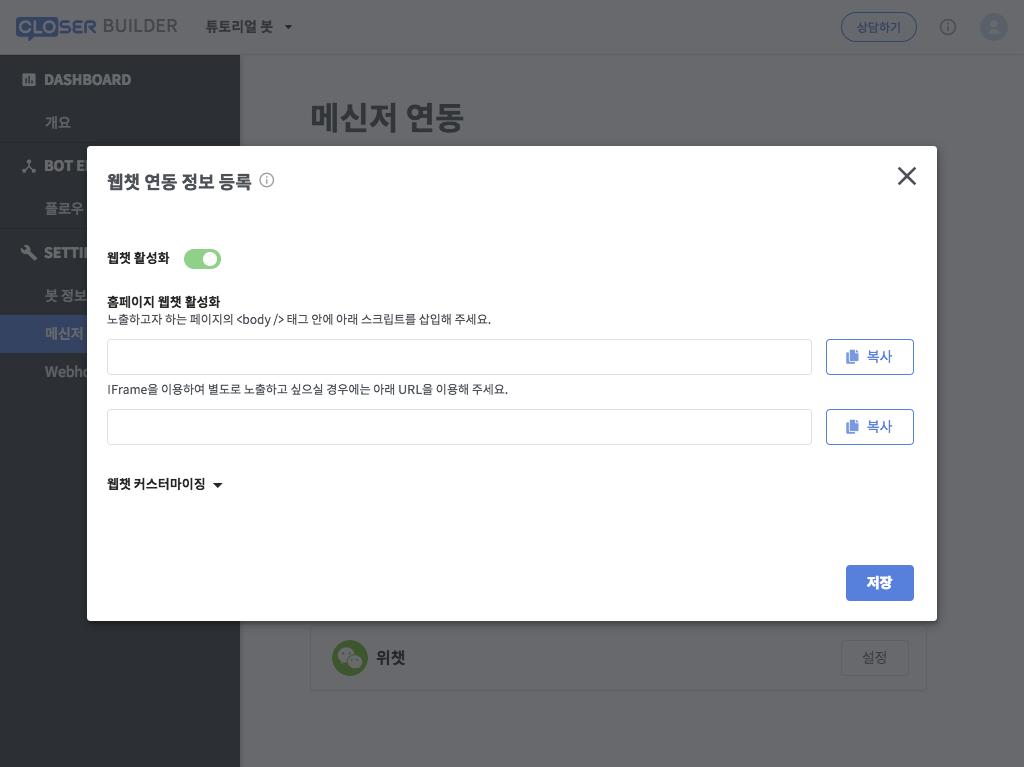 CLOSER BUILDER 튜토리얼 봇 상담하기
DASHBOARD
개요
메신저 연동
BOT E
플로우
SETTI
봇 정보
메신저
Webh
웹챗 연동 정보 등록
웹챗 활성화
홈페이지 웹챗 활성화
노출하고자 하는 페이지의 <body /> 태그 안에 아래 스크립트를 삽입해 주세요.
복사
IFrame을 이용하여 별도로 노출하고 싶으실 경우에는 아래 URL을 이용해 주세요.
복사
웹챗 커스터마이징
저장
위챗 설정